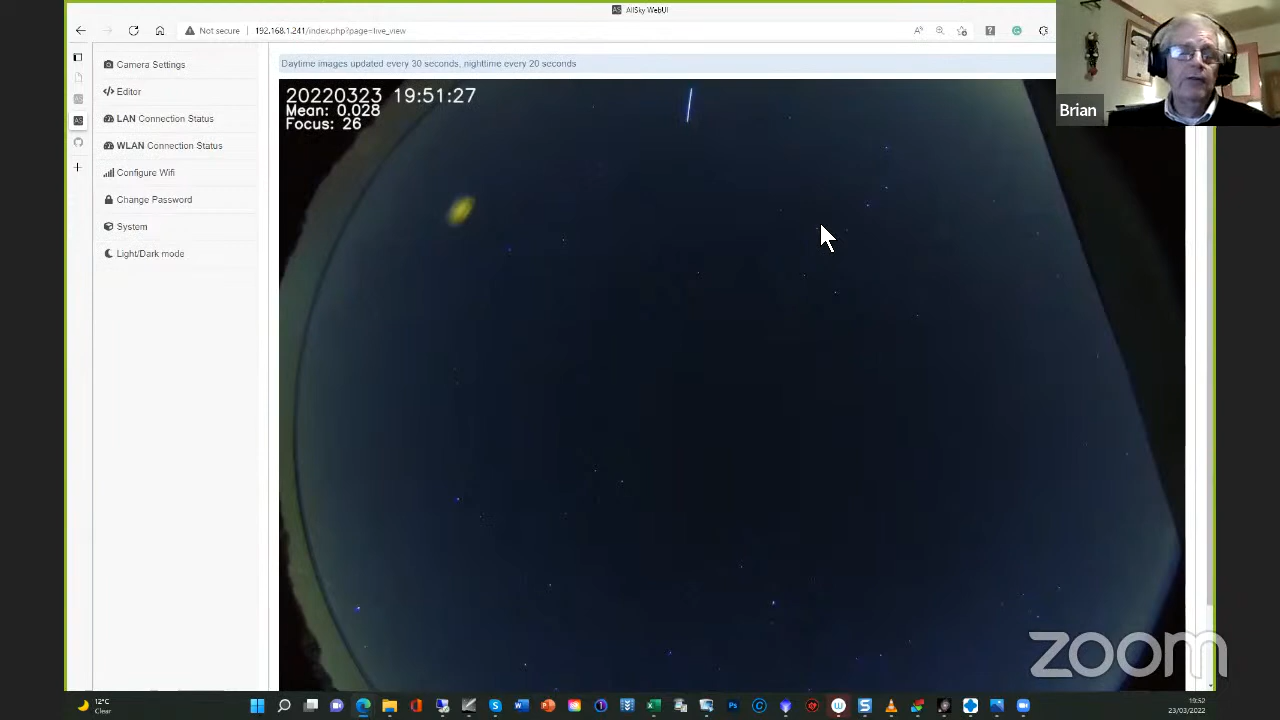 AllSky WebUI
Not secure
192.168.1.241/index.php?page=live_view
Camera Settings
Editor
LAN Connection Status
WLAN Connection Status
Configure Wifi
Change Password
System
Light/Dark mode
Daytime images updated every 30 seconds, nighttime every 20 seconds
20220323 19:51:27
Mean: 0.028
Focus: 26
Brian
zoom
12°C
Clear
19:52
23/03/2022